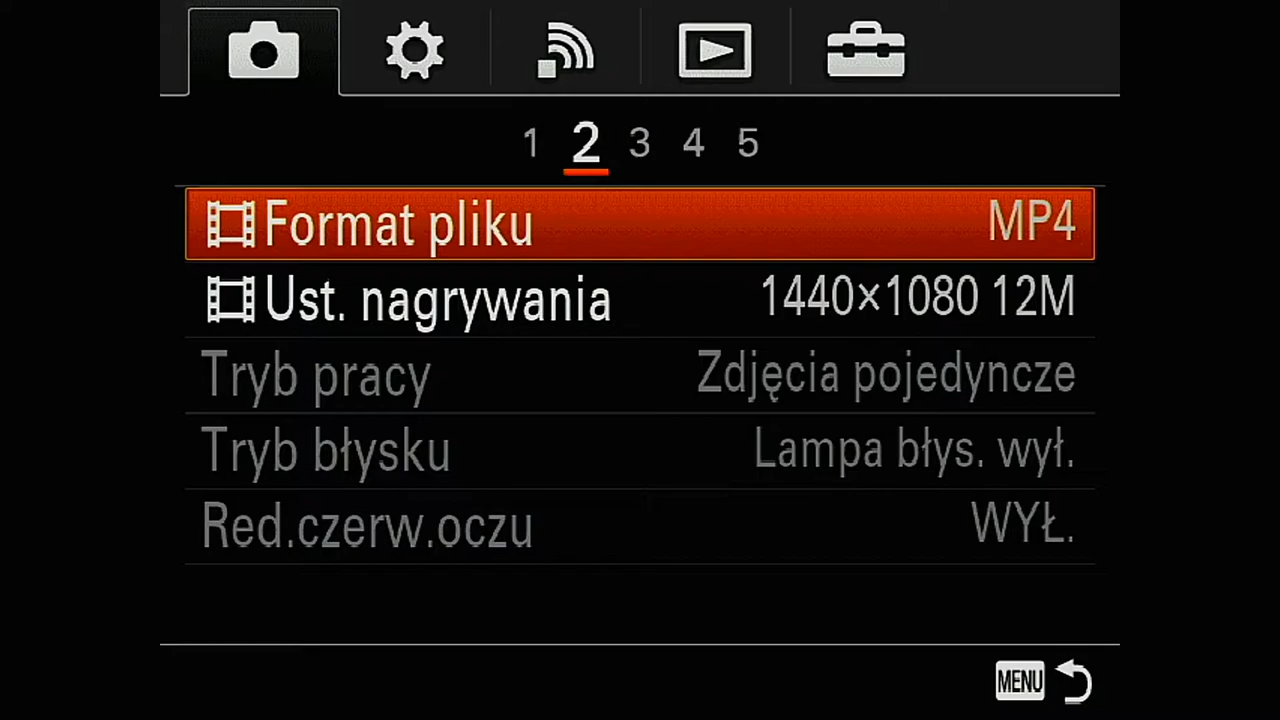 1 2 3 4 5
Format pliku MP4
Ust. nagrywania 1440×1080 12M
Tryb pracy Zdjęcia pojedyncze
Tryb błysku Lampa błys. wył.
Red.czerw.oczu WYŁ.
MENU